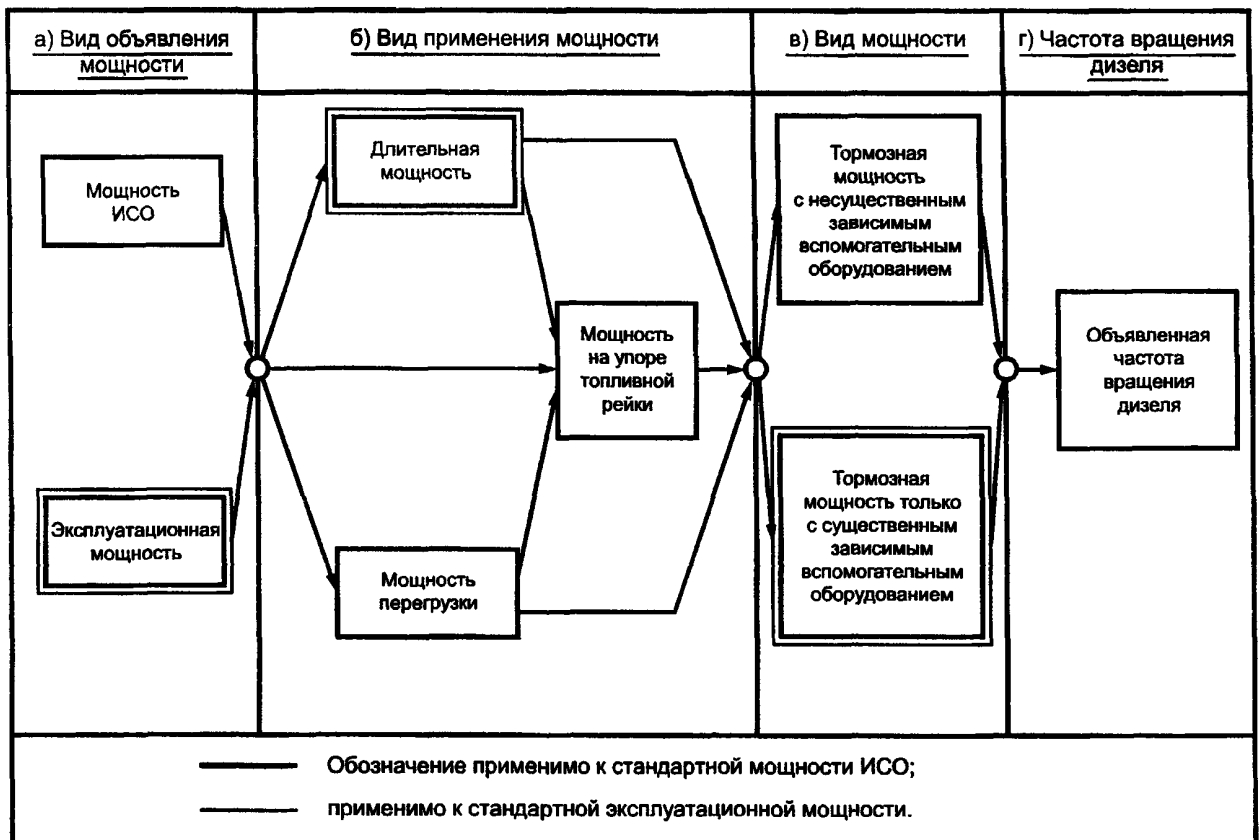 а) Вид объявления
мощности
б) Вид применения мощности
в) Вид мощности
г) Частота вращения
дизеля
Мощность
ИСО
Эксплуатационная
мощность
Длительная
мощность
Мощность
на упоре
топливной
рейки
Мощность
перегрузки
Тормозная
мощность
с несущественным
зависимым
вспомогательным
оборудованием
Тормозная
мощность только
с существенным
зависимым
вспомогательным
оборудованием
Объявленная
частота
вращения
дизеля
Обозначение применимо к стандартной мощности ИСО;
применимо к стандартной эксплуатационной мощности.